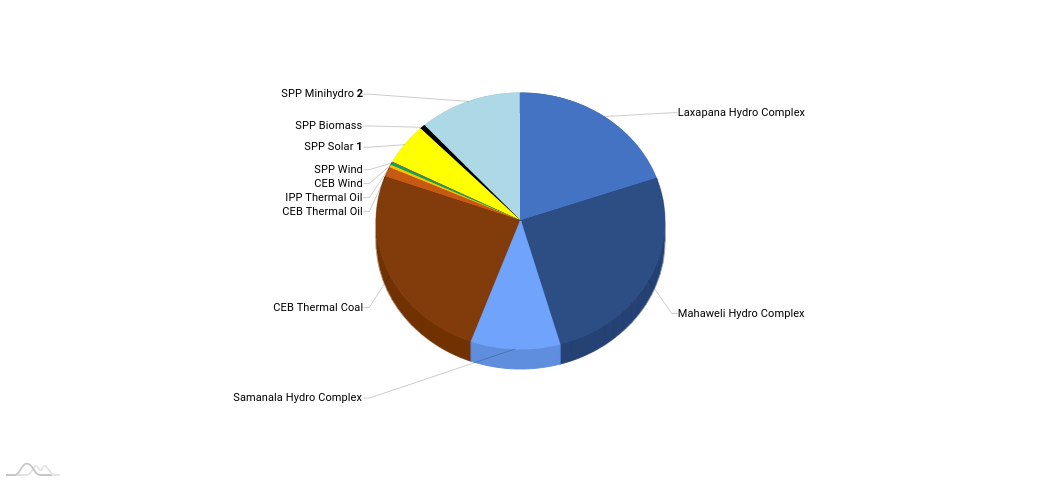 SPP Minihydro 2
Laxapana Hydro Complex
SPP Biomass
SPP Solar 1
SPP Wind
CEB Wind
IPP Thermal Oil
CEB Thermal Oil
CEB Thermal Coal
Mahaweli Hydro Complex
Samanala Hydro Complex